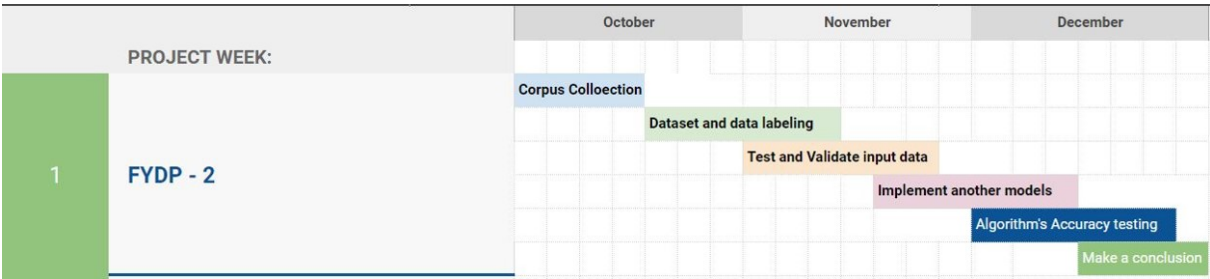 October November December
PROJECT WEEK:
Corpus Colloection
Dataset and data labeling
Test and Validate input data
1 FYDP - 2
Implement another models
Algorithm's Accuracy testing
Make a conclusion